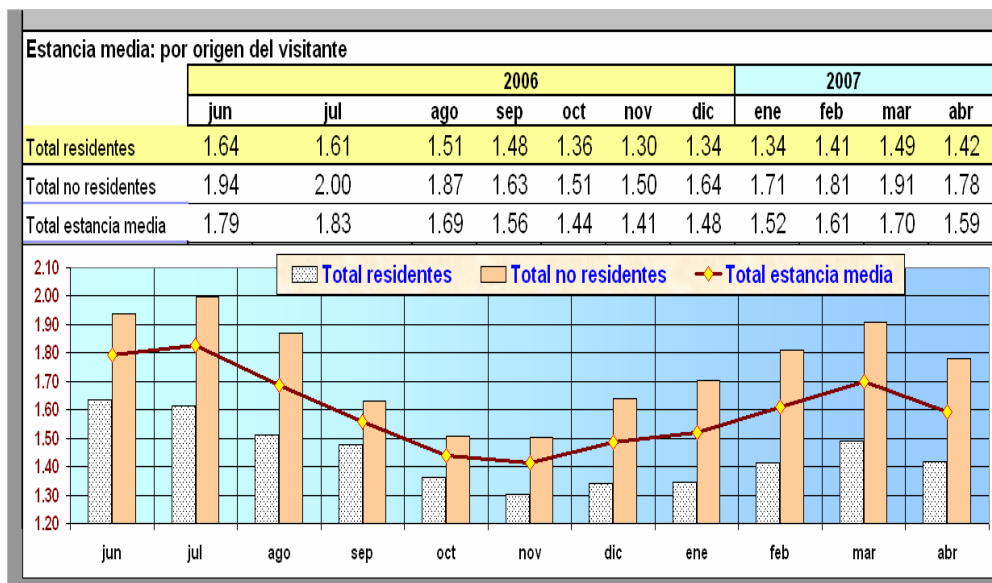 Estancia media: por origen del visitante
2006 2007
jun jul ago sep oct nov dic ene feb mar abr
Total residentes 1.64 1.61 1.51 1.48 1.36 1.30 1.34 1.34 1.41 1.49 1.42
Total no residentes 1.94 2.00 1.87 1.63 1.51 1.50 1.64 1.71 1.81 1.91 1.78
Total estancia media 1.79 1.83 1.69 1.56 1.44 1.41 1.48 1.52 1.61 1.70 1.59
Total residentes Total no residentes Total estancia media
2.10
2.00
1.90
1.80
1.70
1.60
1.50
1.40
1.30
1.20
jun jul ago sep oct nov dic ene feb mar abr